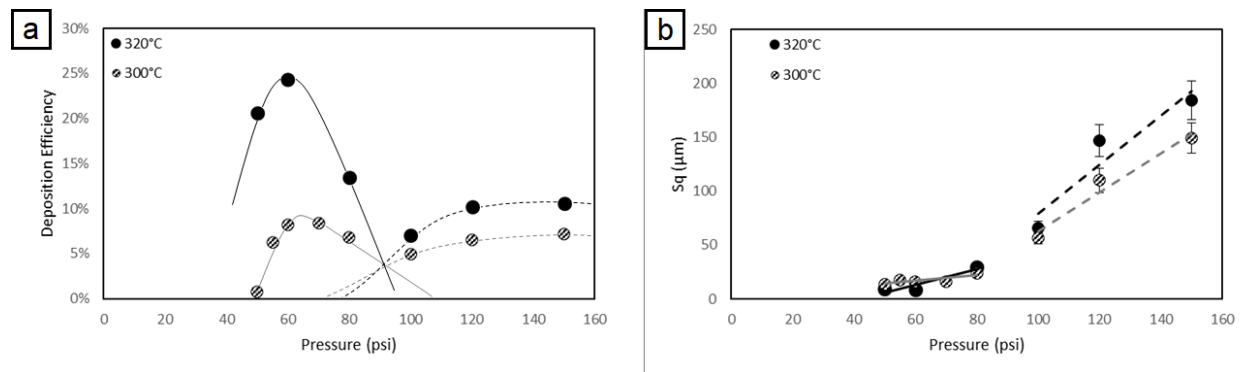 a
320°C
300°C
30%
25%
20%
15%
10%
5%
0%
Deposition Efficiency
0 20 40 60 80 100 120 140 160
Pressure (psi)
b
320°C
300°C
250
200
150
100
50
0
Sq (µm)
0 20 40 60 80 100 120 140 160
Pressure (psi)